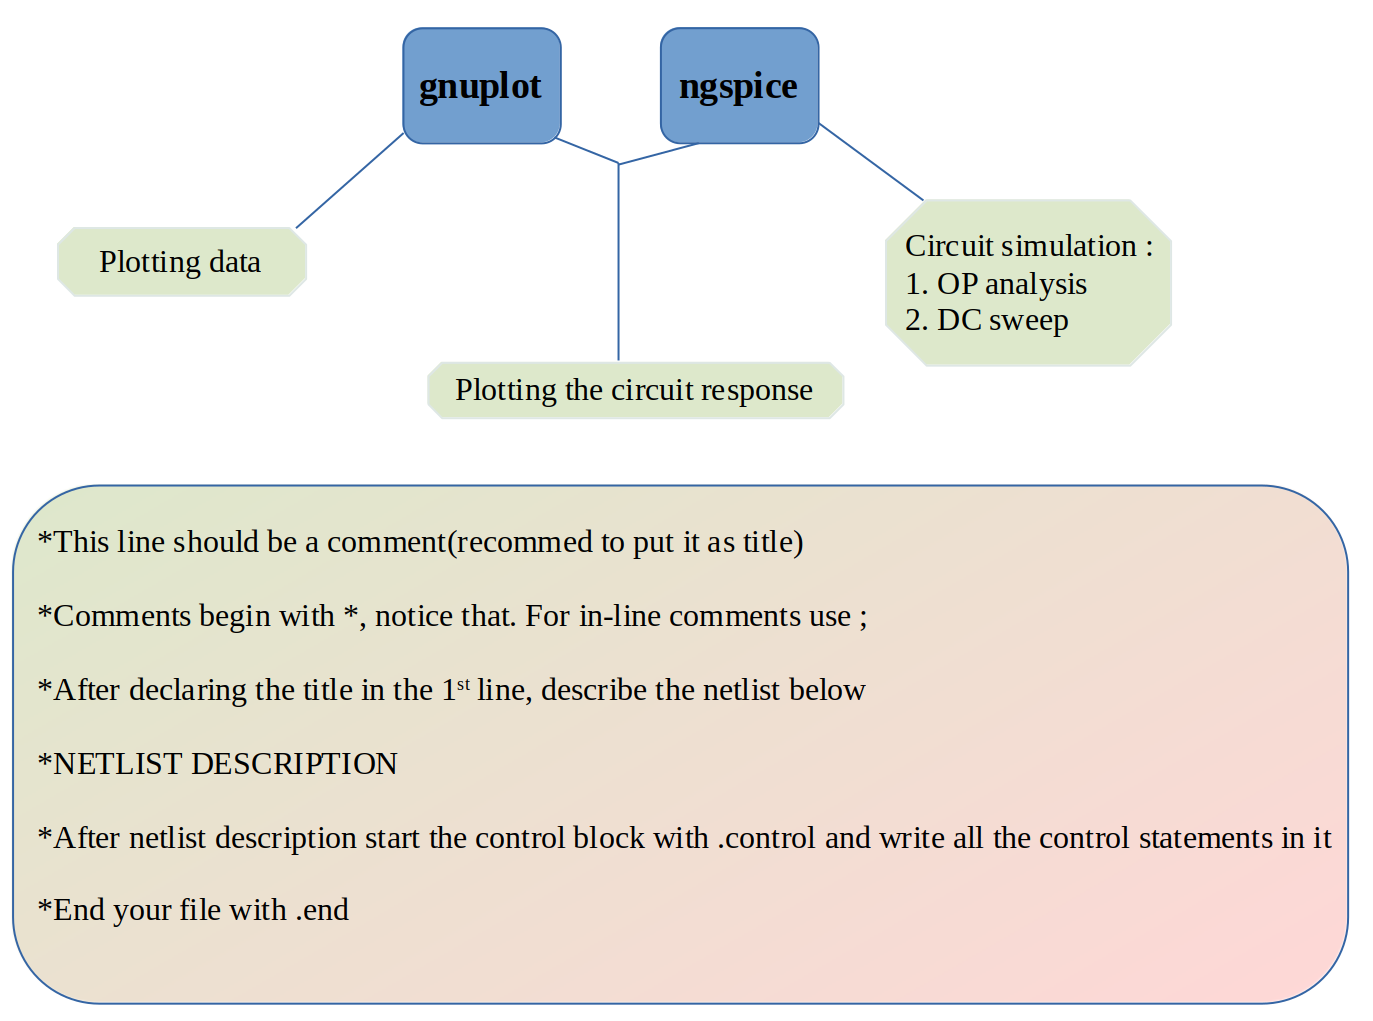 gnuplot
ngspice
Plotting data
Circuit simulation :
1. OP analysis
2. DC sweep
Plotting the circuit response
*This line should be a comment(recommed to put it as title)
*Comments begin with *, notice that. For in-line comments use ;
*After declaring the title in the 1st line, describe the netlist below
*NETLIST DESCRIPTION
*After netlist description start the control block with .control and write all the control statements in it
*End your file with .end